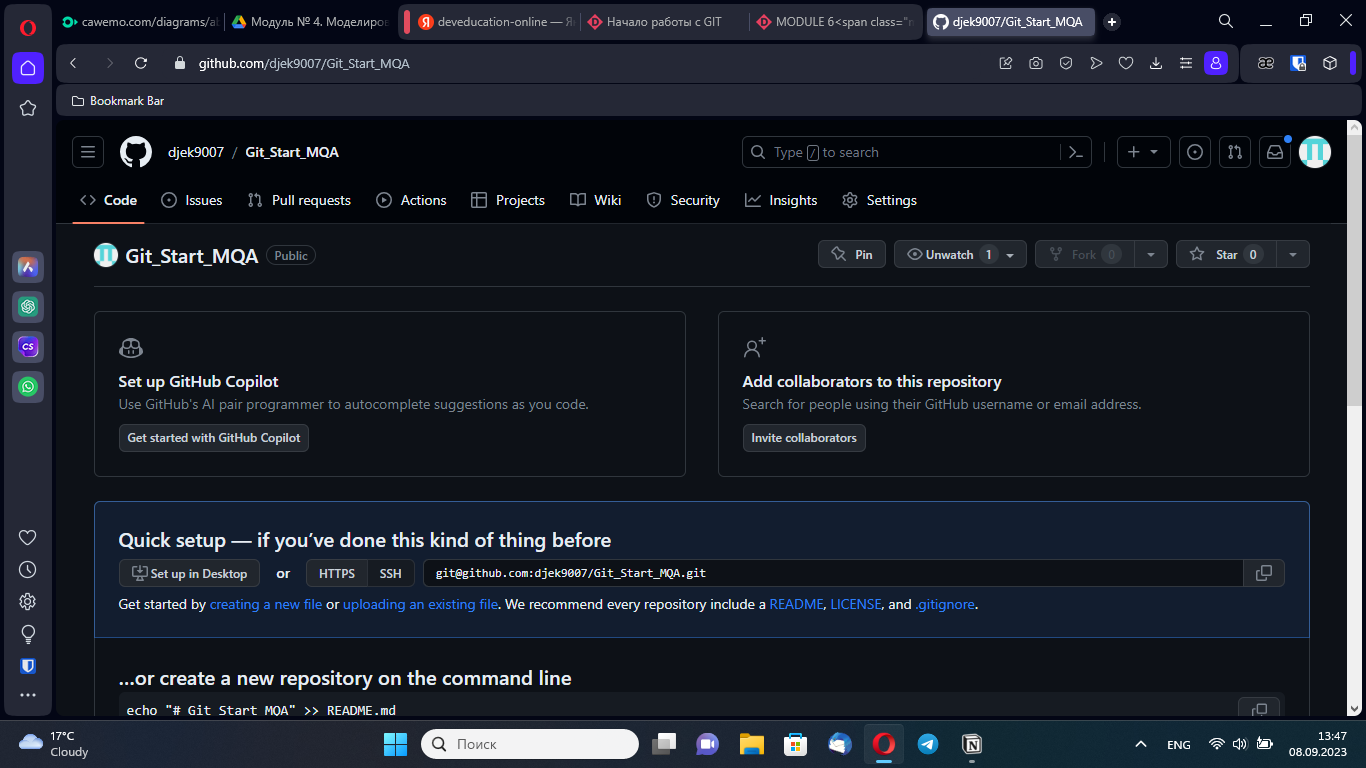 cawemo.com/diagrams/al
Модуль № 4. Моделиро
deveducation-online — Я
Начало работы с GIT
MODULE 6<span class="n
djek9007/Git_Start_MQA
github.com/djek9007/Git_Start_MQA
Bookmark Bar
djek9007 / Git_Start_MQA
Type / to search
Code
Issues
Pull requests
Actions
Projects
Wiki
Security
Insights
Settings
Git_Start_MQA
Public
Pin
Unwatch 1
Fork 0
Star 0
Set up GitHub Copilot
Use GitHub's AI pair programmer to autocomplete suggestions as you code.
Get started with GitHub Copilot
Add collaborators to this repository
Search for people using their GitHub username or email address.
Invite collaborators
Quick setup — if you’ve done this kind of thing before
Set up in Desktop
or
HTTPS
SSH
git@github.com:djek9007/Git_Start_MQA.git
Get started by creating a new file or uploading an existing file. We recommend every repository include a README, LICENSE, and .gitignore.
…or create a new repository on the command line
echo "# Git_Start_MQA" >> README.md
CS
17°C
Cloudy
Поиск
ENG
13:47
08.09.2023